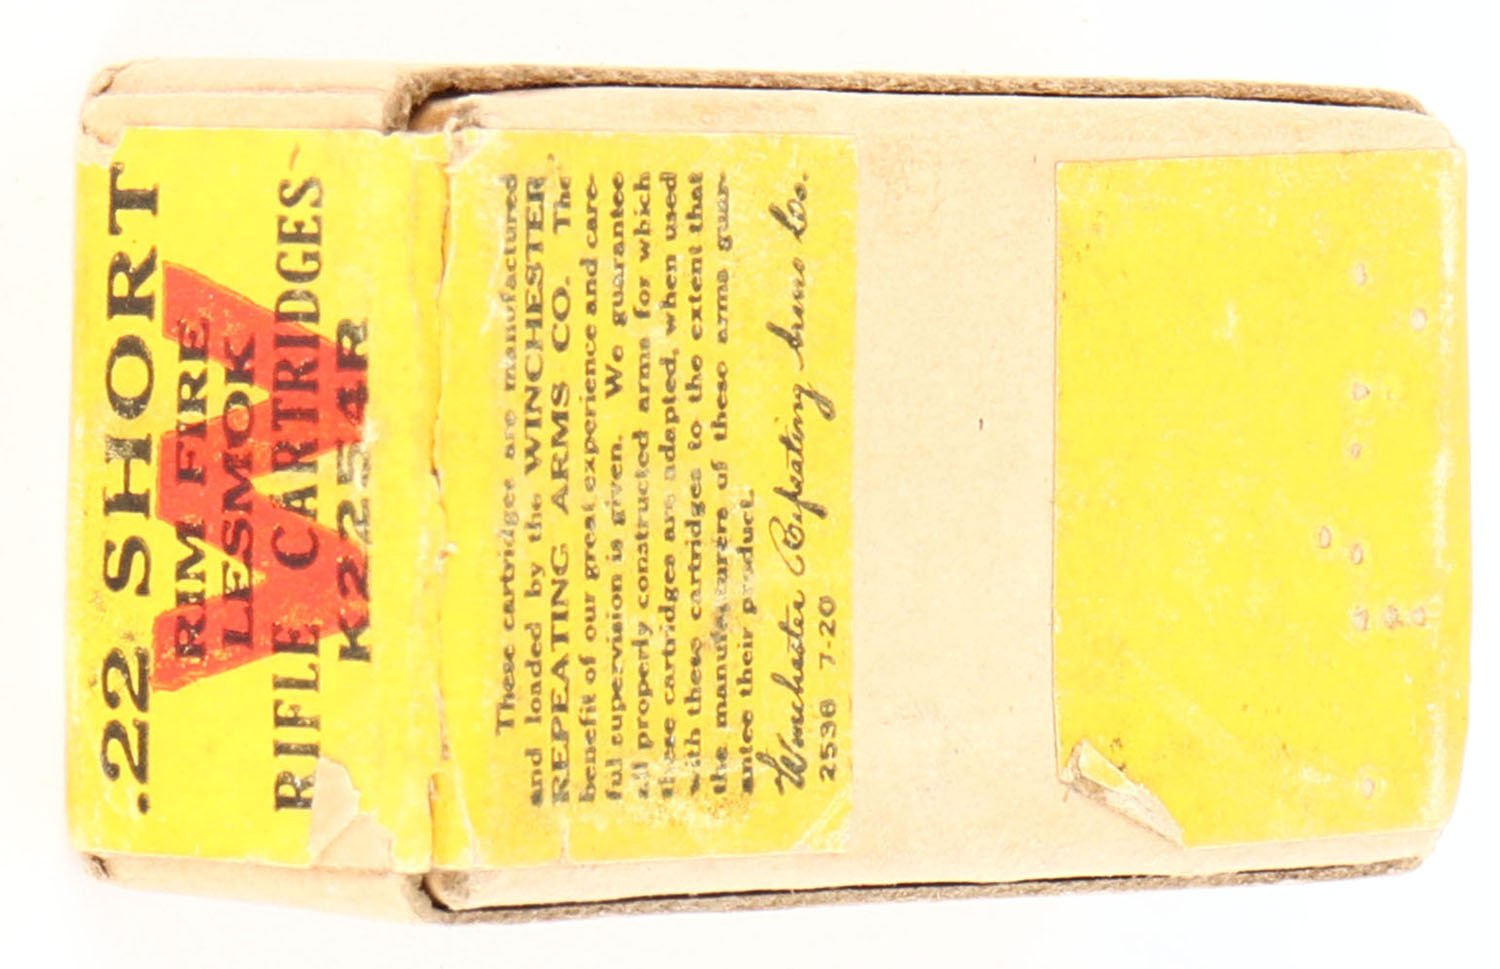 .22 SHORT
RIM FIRE
LESMOK
RIFLE CARTRIDGES
K2254R
W
These cartridges are manufactured
and loaded by the WINCHESTER
REPEATING ARMS CO. The
benefit of our great experience and care-
ful supervision is given. We guarantee
all properly constructed arms for which
these cartridges are adapted, when used
with these cartridges to the extent that
the manufacturers of these arms guar-
antee their product.
Winchester Repeating Arms Co.
2538 7-20